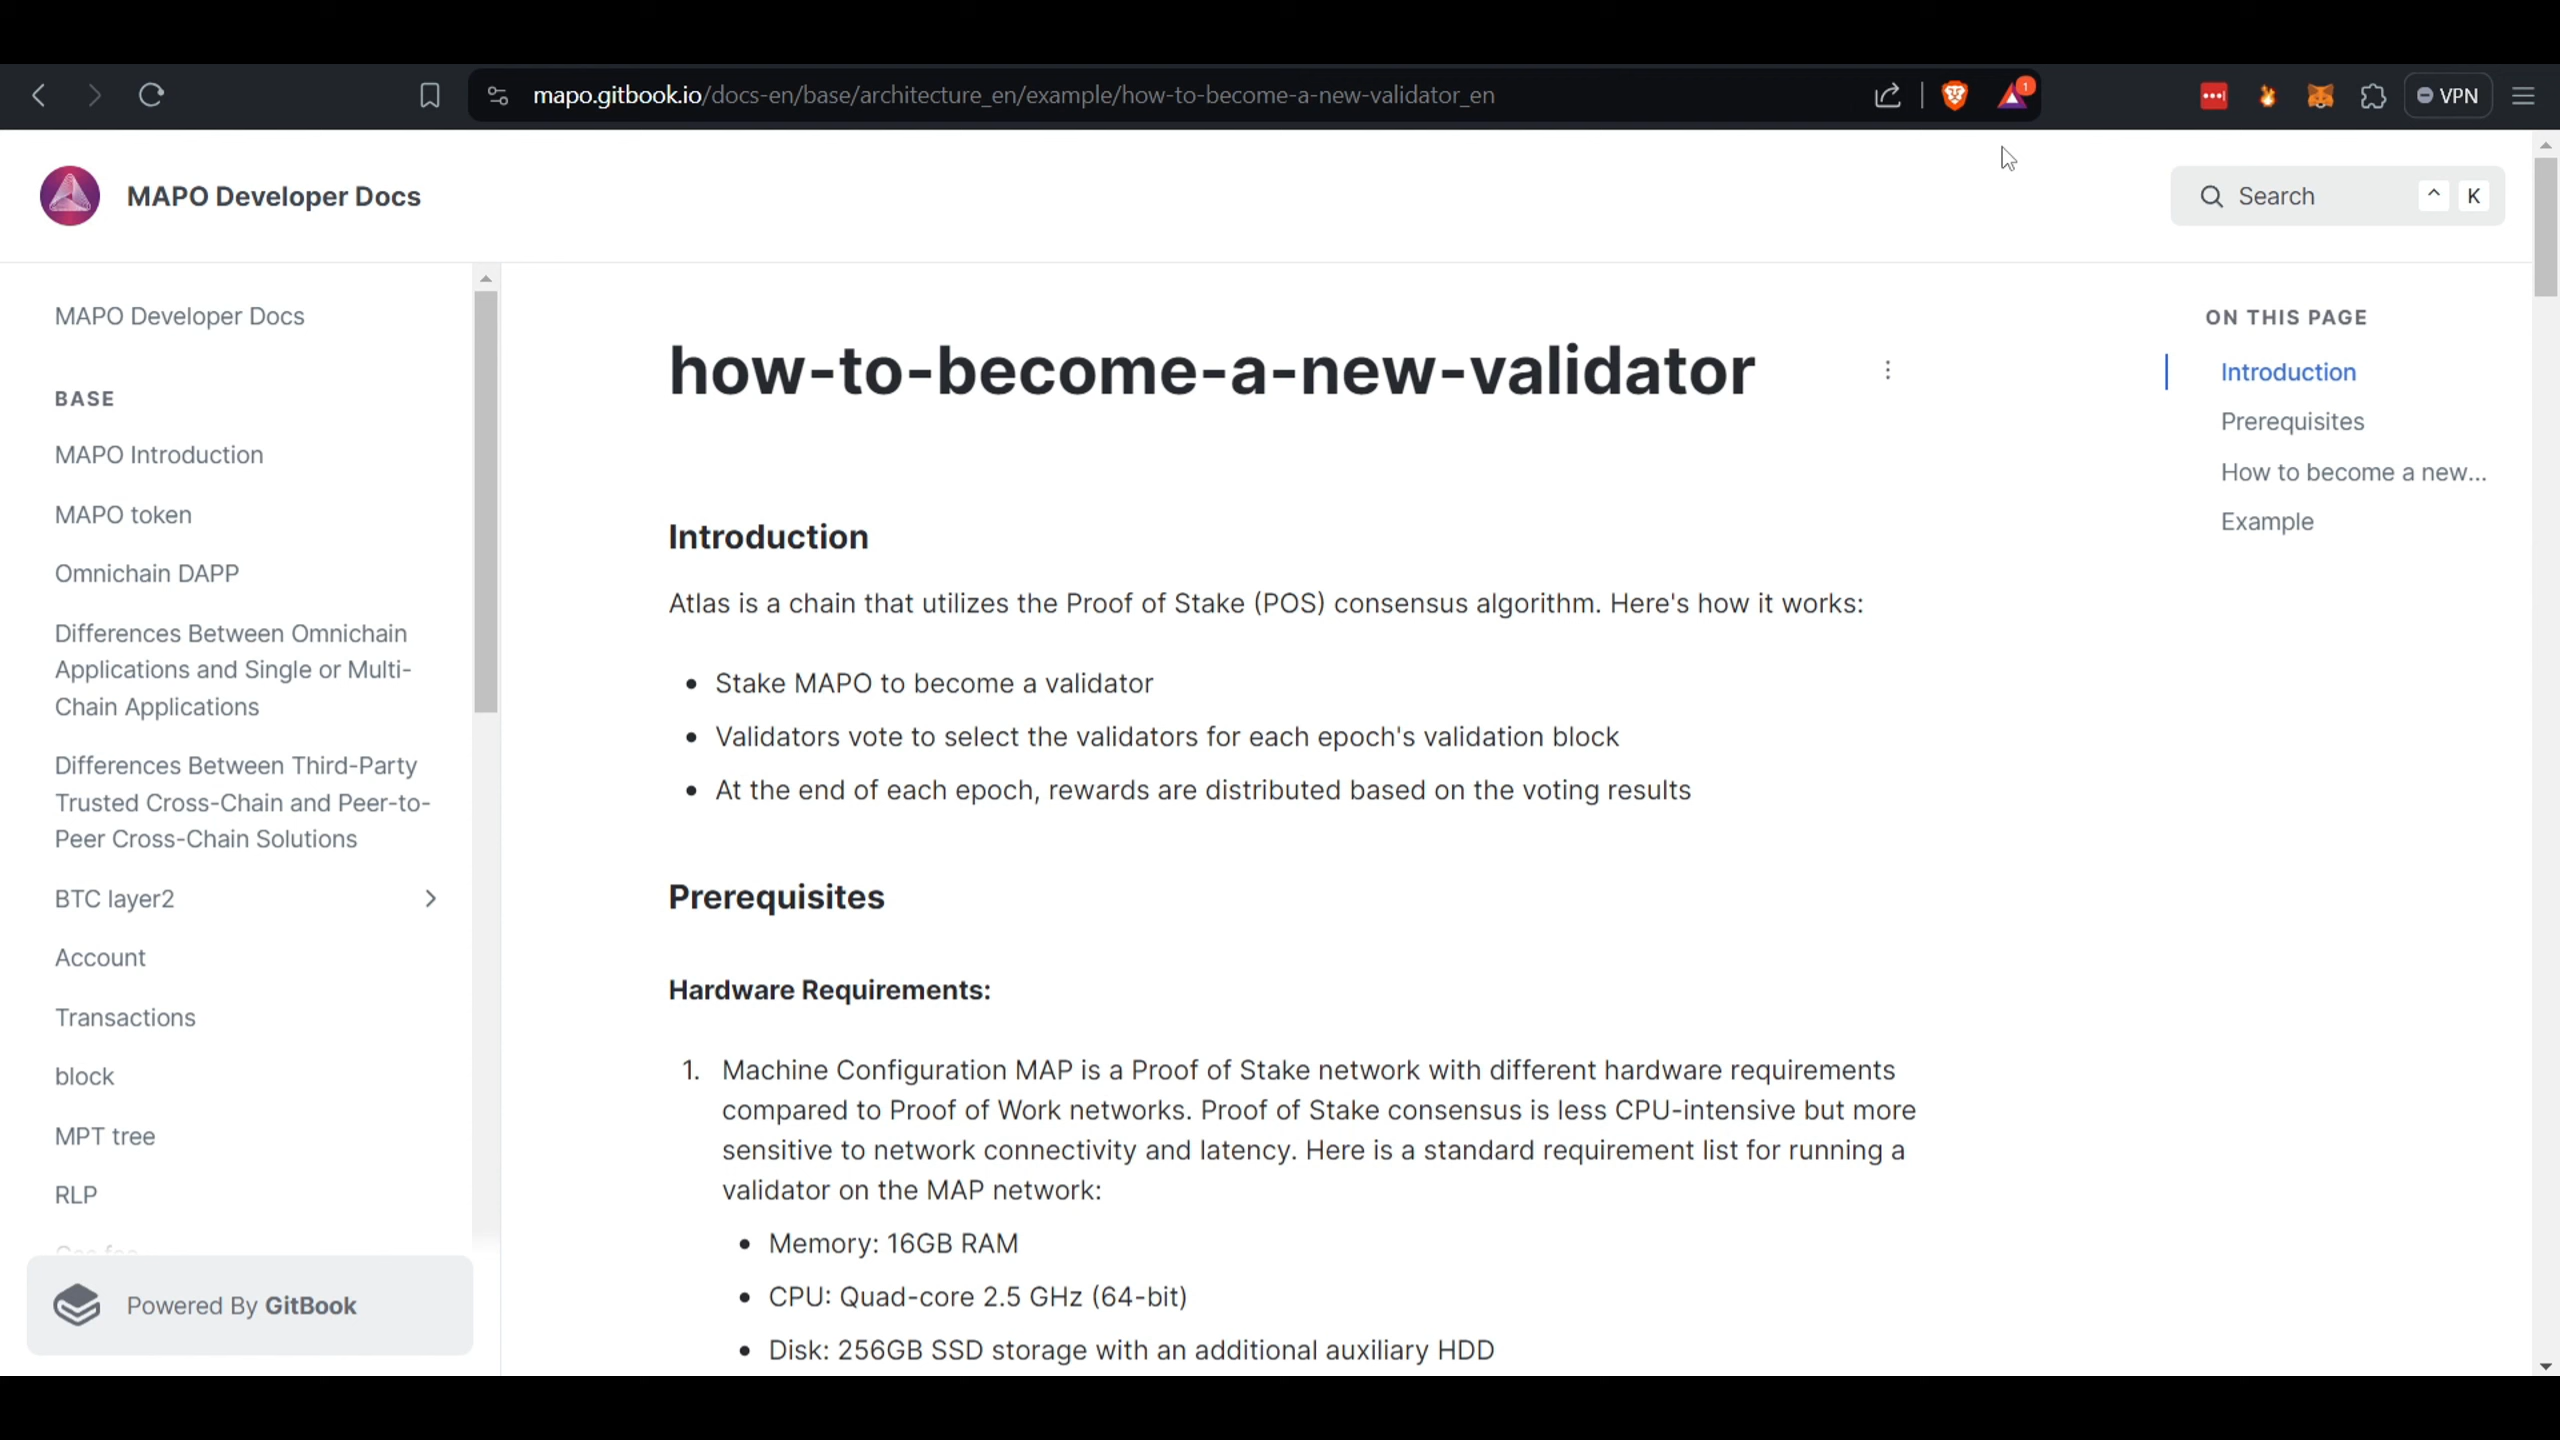 mapo.gitbook.io/docs-en/base/architecture_en/example/how-to-become-a-new-validator_en
1
VPN
MAPO Developer Docs
Search
^ K
MAPO Developer Docs
BASE
MAPO Introduction
MAPO token
Omnichain DAPP
Differences Between Omnichain
Applications and Single or Multi-
Chain Applications
Differences Between Third-Party
Trusted Cross-Chain and Peer-to-
Peer Cross-Chain Solutions
BTC layer2
Account
Transactions
block
MPT tree
RLP
Powered By GitBook
how-to-become-a-new-validator
Introduction
Atlas is a chain that utilizes the Proof of Stake (POS) consensus algorithm. Here's how it works:
• Stake MAPO to become a validator
• Validators vote to select the validators for each epoch's validation block
• At the end of each epoch, rewards are distributed based on the voting results
Prerequisites
Hardware Requirements:
1. Machine Configuration MAP is a Proof of Stake network with different hardware requirements
compared to Proof of Work networks. Proof of Stake consensus is less CPU-intensive but more
sensitive to network connectivity and latency. Here is a standard requirement list for running a
validator on the MAP network:
• Memory: 16GB RAM
• CPU: Quad-core 2.5 GHz (64-bit)
• Disk: 256GB SSD storage with an additional auxiliary HDD
ON THIS PAGE
Introduction
Prerequisites
How to become a new...
Example